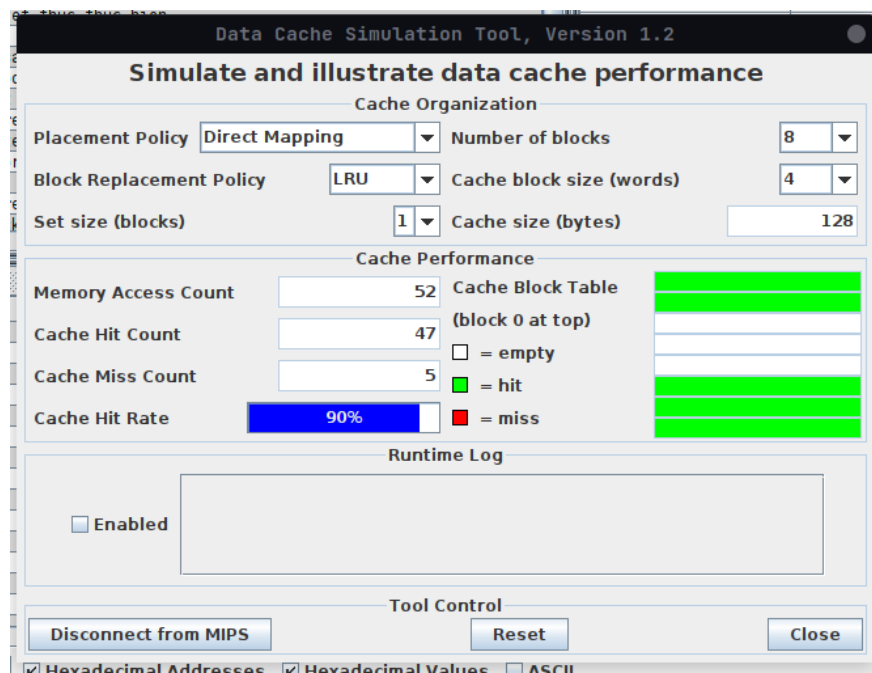 Data Cache Simulation Tool, Version 1.2
Simulate and illustrate data cache performance
Cache Organization
Placement Policy Direct Mapping Number of blocks 8
Block Replacement Policy LRU Cache block size (words) 4
Set size (blocks) 1 Cache size (bytes) 128
Cache Performance
Memory Access Count 52 Cache Block Table
(block 0 at top)
Cache Hit Count 47
= empty
Cache Miss Count 5
= hit
Cache Hit Rate 90% = miss
Runtime Log
Enabled
Tool Control
Disconnect from MIPS Reset Close
Hexadecimal Addresses Hexadecimal Values ASCII